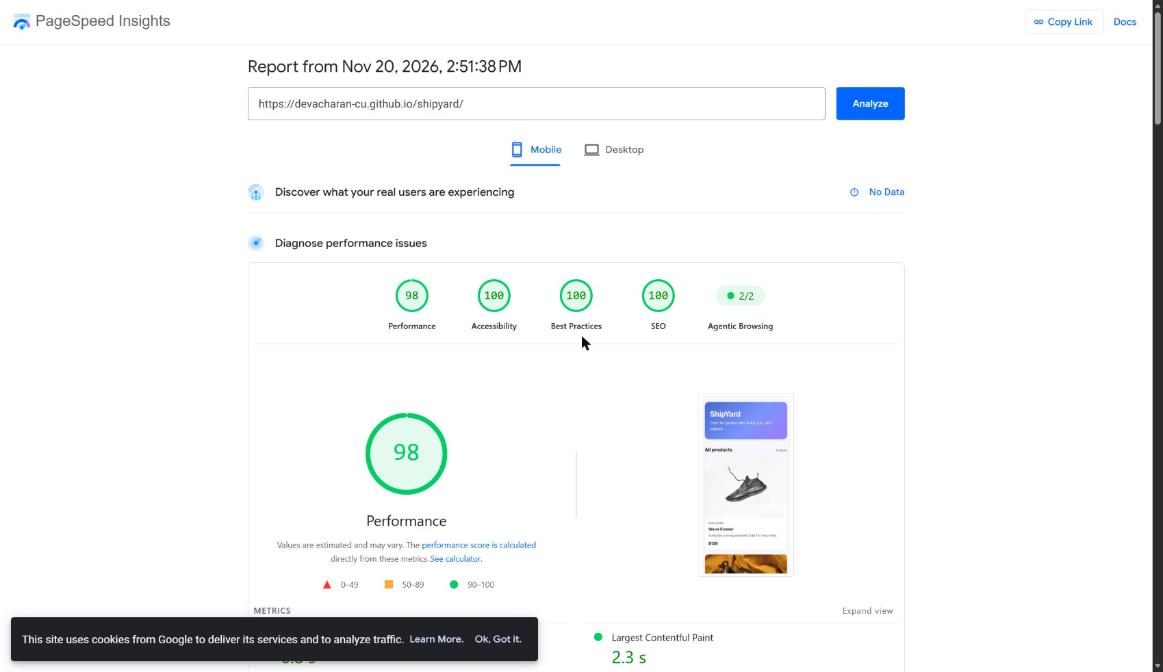 PageSpeed Insights
Copy Link
Docs
Report from Nov 20, 2026, 2:51:38 PM
https://devacharan-cu.github.io/shipyard/
Analyze
Mobile
Desktop
Discover what your real users are experiencing
No Data
Diagnose performance issues
98
100
100
100
2/2
Performance
Accessibility
Best Practices
SEO
Agentic Browsing
98
Performance
Values are estimated and may vary. The performance score is calculated
directly from these metrics. See calculator.
0–49
50–89
90–100
ShipYard
All products
Wave Runner
$129
METRICS
Expand view
Largest Contentful Paint
2.3 s
This site uses cookies from Google to deliver its services and to analyze traffic. Learn More. Ok, Got it.